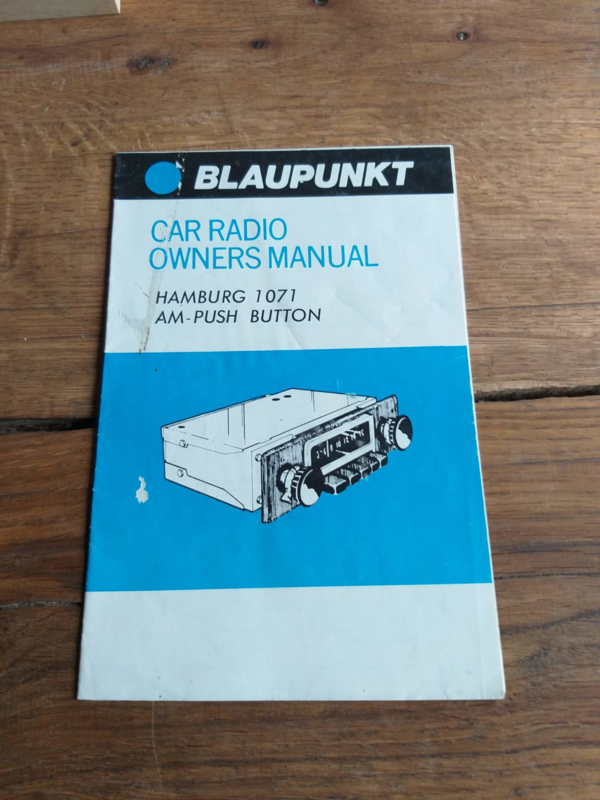 BLAUPUNKT
CAR RADIO
OWNERS MANUAL
HAMBURG 1071
AM-PUSH BUTTON